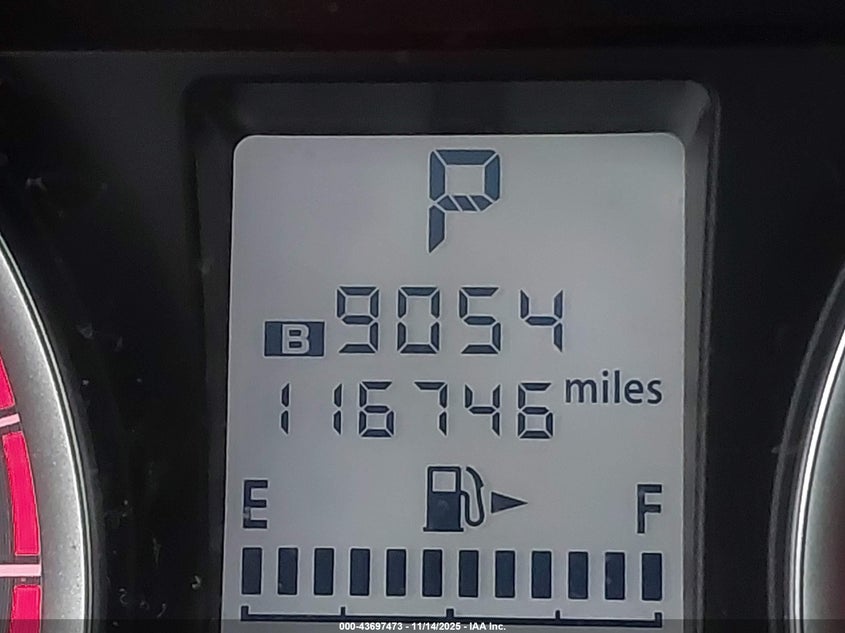 P
B 9054
116746 miles
E F
000-43697473 - 11/14/2025 - IAA Inc.